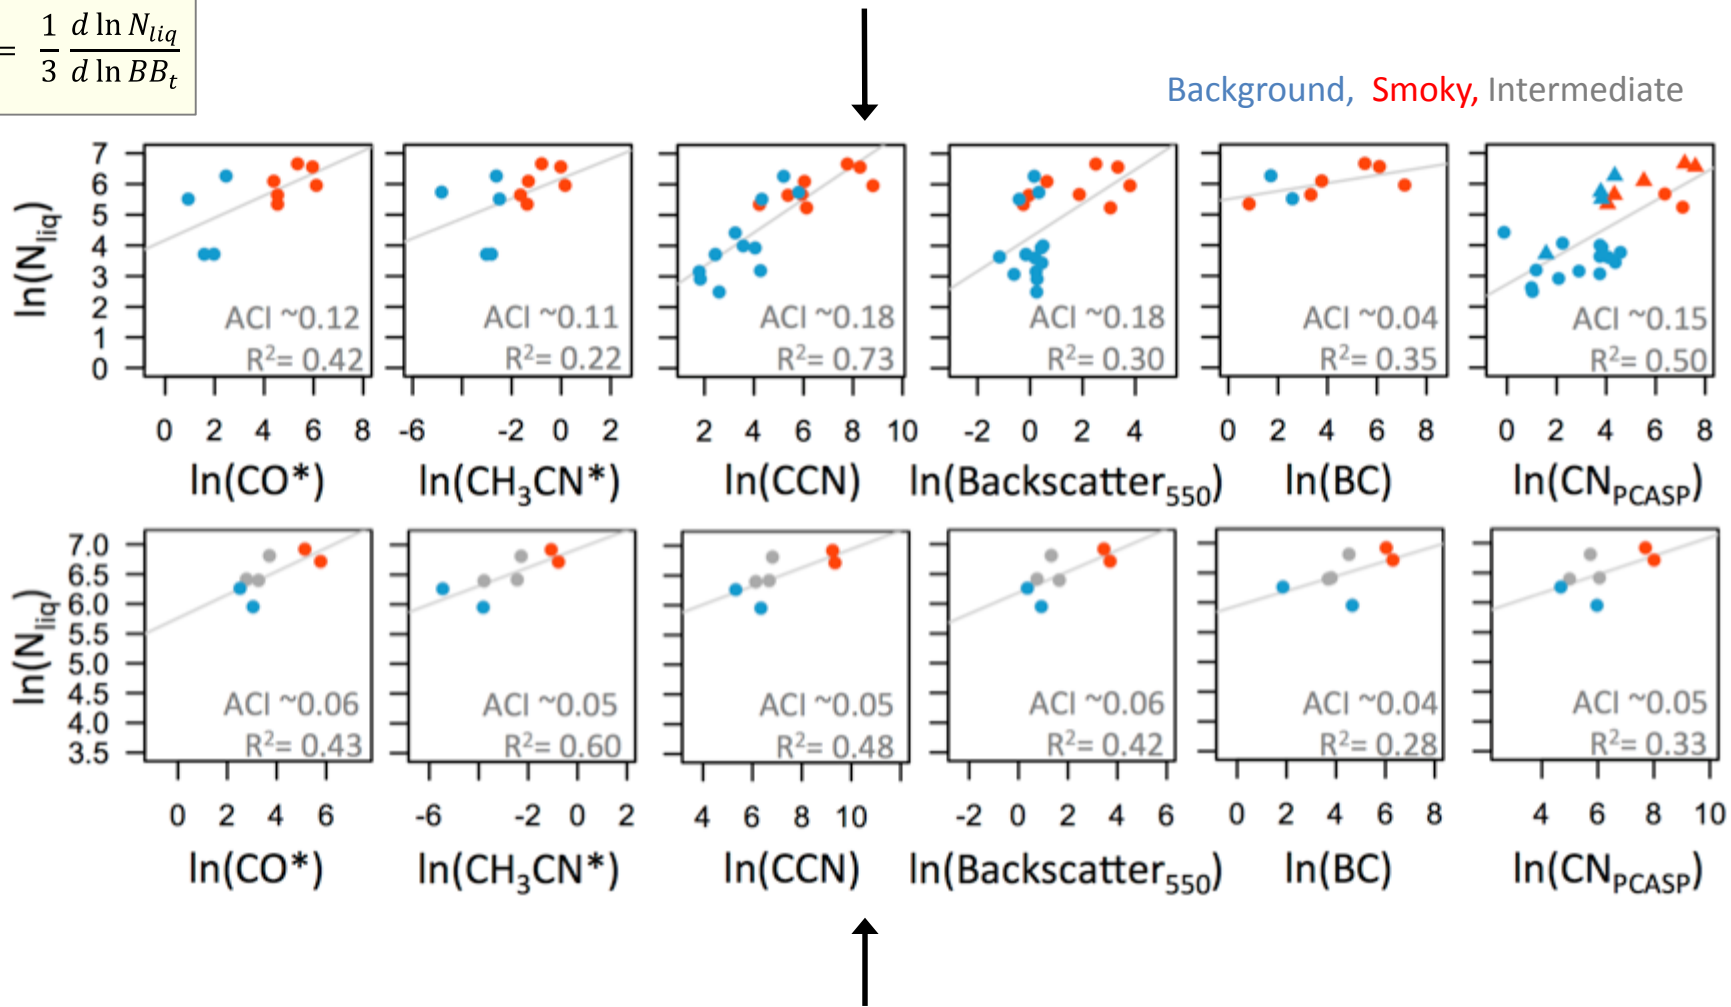 = 1/3 d ln N_liq / d ln BB_t
Background, Smoky, Intermediate
ln(N_liq)
7
6
5
4
3
2
1
0
ACI ~0.12
R²= 0.42
ACI ~0.11
R²= 0.22
ACI ~0.18
R²= 0.73
ACI ~0.18
R²= 0.30
ACI ~0.04
R²= 0.35
ACI ~0.15
R²= 0.50
0 2 4 6 8
-6 -2 0 2
2 4 6 8 10
-2 0 2 4
0 2 4 6 8
0 2 4 6 8
ln(CO*)
ln(CH₃CN*)
ln(CCN)
ln(Backscatter₅₅₀)
ln(BC)
ln(CN_PCASP)
ln(N_liq)
7.0
6.5
6.0
5.5
5.0
4.5
4.0
3.5
ACI ~0.06
R²= 0.43
ACI ~0.05
R²= 0.60
ACI ~0.05
R²= 0.48
ACI ~0.06
R²= 0.42
ACI ~0.04
R²= 0.28
ACI ~0.05
R²= 0.33
0 2 4 6
-6 -2 0 2
4 6 8 10
-2 0 2 4 6
0 2 4 6 8
4 6 8 10
ln(CO*)
ln(CH₃CN*)
ln(CCN)
ln(Backscatter₅₅₀)
ln(BC)
ln(CN_PCASP)